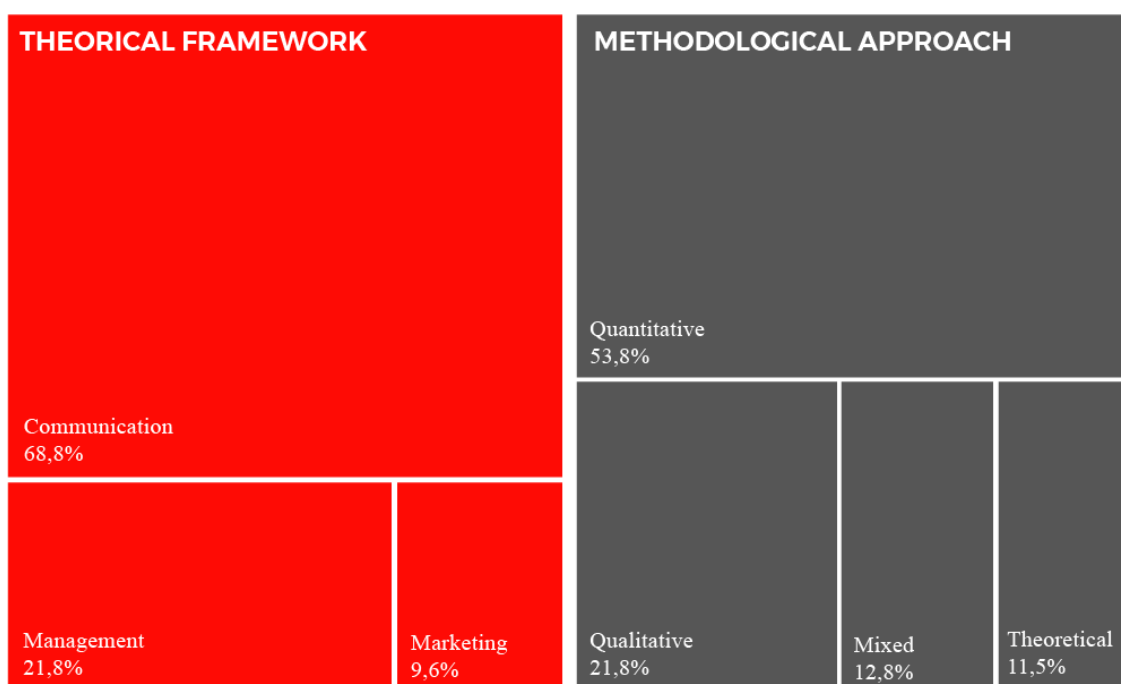 THEORICAL FRAMEWORK
Communication
68,8%
Management
21,8%
Marketing
9,6%
METHODOLOGICAL APPROACH
Quantitative
53,8%
Qualitative
21,8%
Mixed
12,8%
Theoretical
11,5%